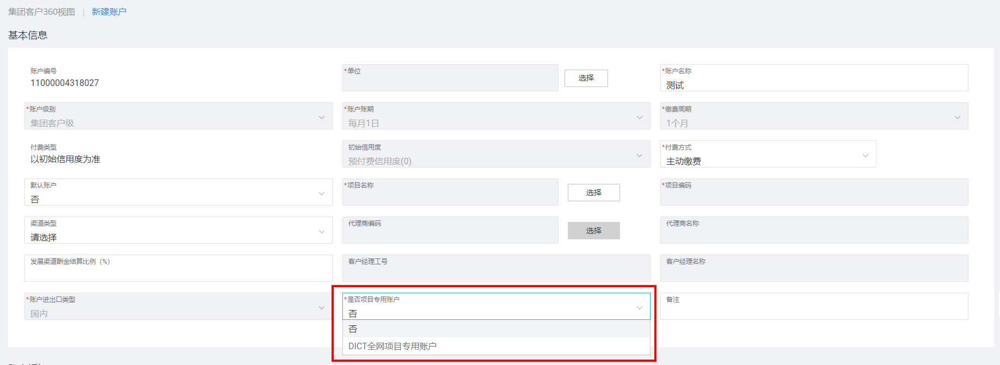 集团客户360视图 | 新建账户
基本信息
账户编号
11000004318027
*单位
选择
*账户名称
测试
*账户级别
集团客户级
*账户账期
每月1日
*缴费周期
1个月
付费类型
以初始信用度为准
初始信用度
预付费信用度(0)
*付费方式
主动缴费
默认账户
否
*项目名称
选择
*项目编码
渠道类型
请选择
代理商编码
选择
代理商名称
发展渠道酬金结算比例（%）
客户经理工号
客户经理名称
*账户进出口类型
国内
*是否项目专用账户
否
否
DICT全网项目专用账户
备注